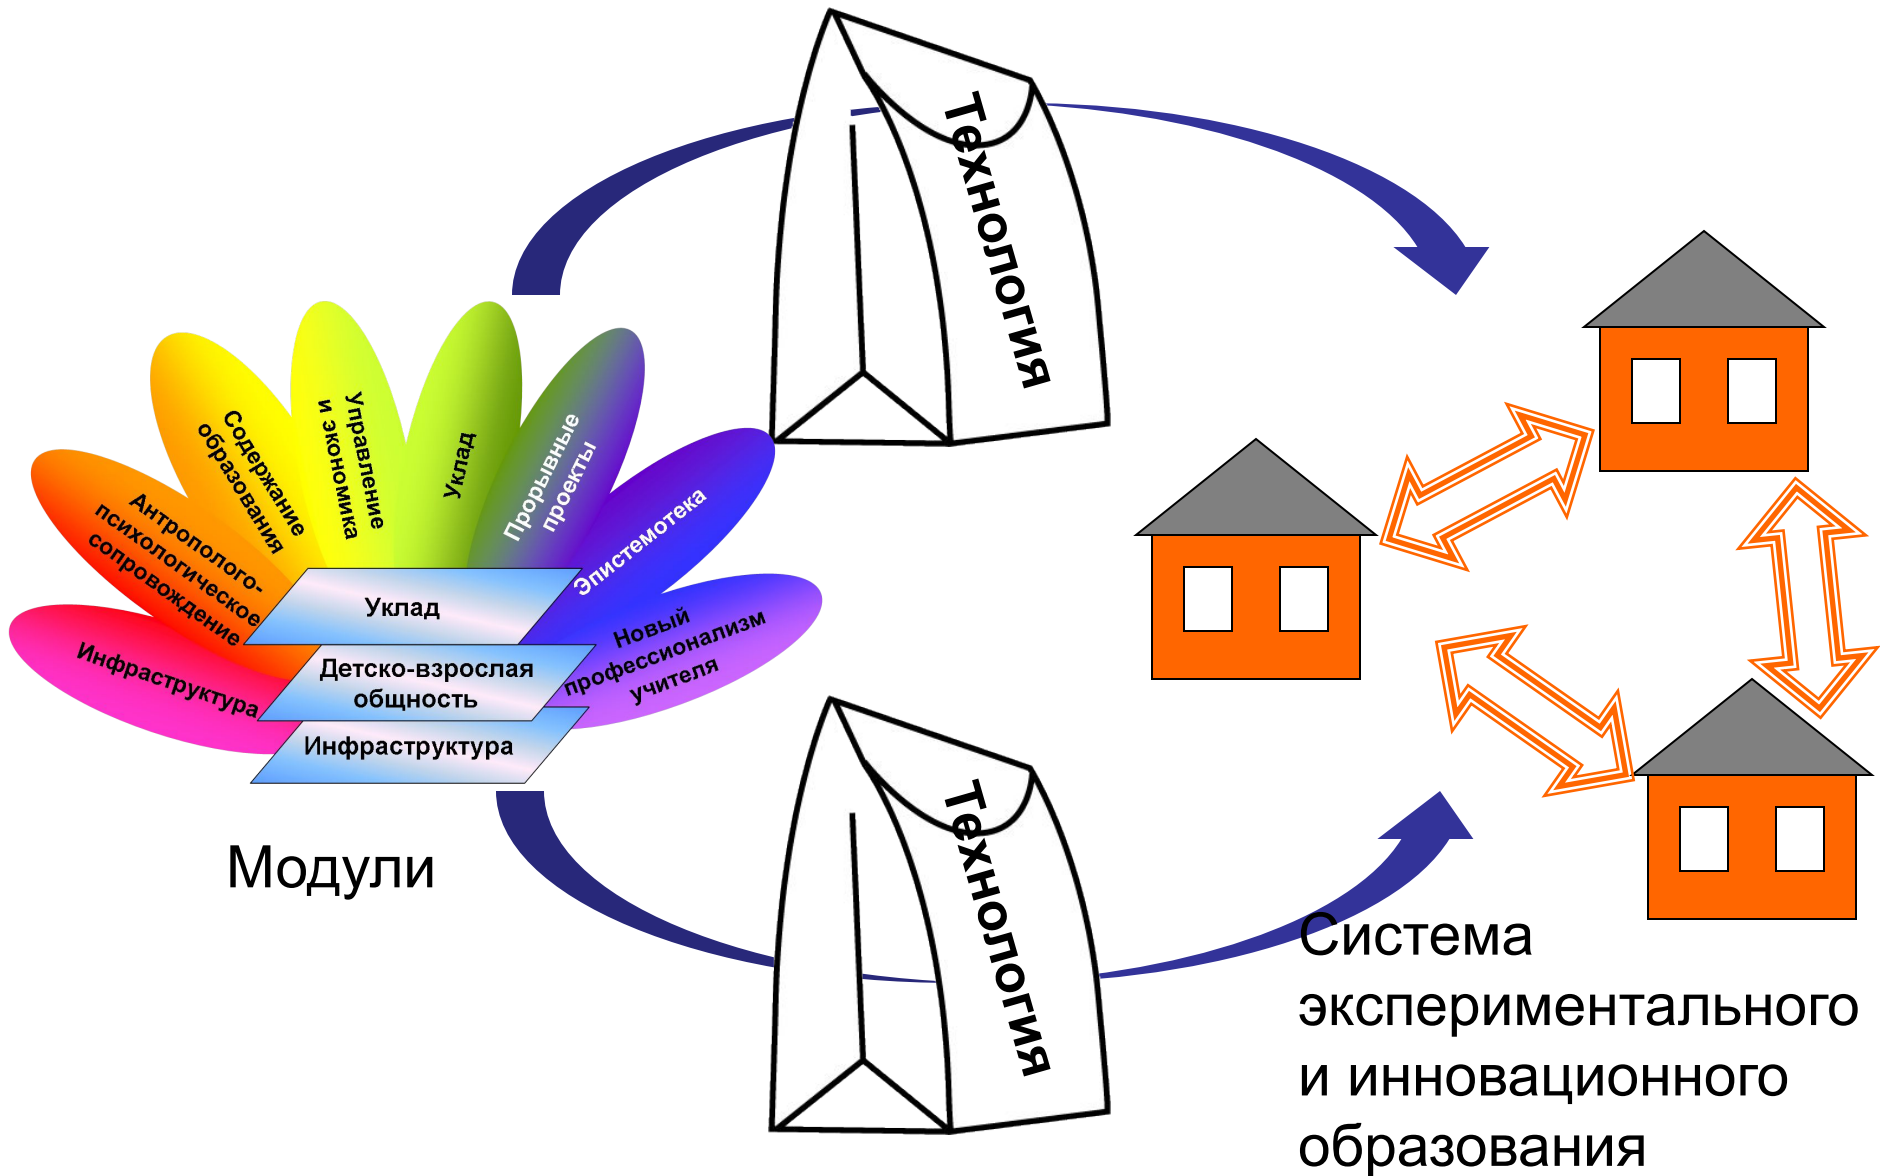 Технология
Управление
и экономика
Уклад
Содержание
образования
Прорывные
проекты
Антрополого-
психологическое
сопровождение
Эпистемотека
Инфраструктура
Новый
профессионализм
учителя
Уклад
Детско-взрослая
общность
Инфраструктура
Модули
Технология
Система
экспериментального
и инновационного
образования